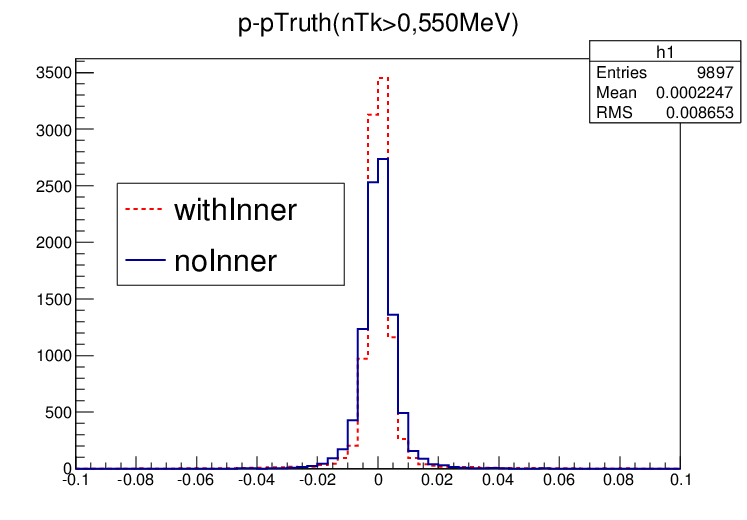 p-pTruth(nTk>0,550MeV)
h1
Entries 9897
Mean 0.0002247
RMS 0.008653
3500
3000
2500
2000
1500
1000
500
0
withInner
noInner
-0.1 -0.08 -0.06 -0.04 -0.02 0 0.02 0.04 0.06 0.08 0.1